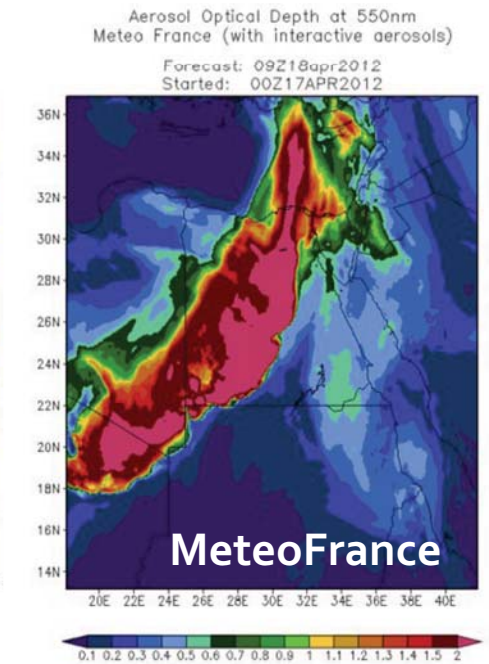 Aerosol Optical Depth at 550nm
Meteo France (with interactive aerosols)
Forecast: 09Z18apr2012
Started: 00Z17APR2012
36N
34N
32N
30N
28N
26N
24N
22N
20N
18N
16N
14N
MeteoFrance
20E 22E 24E 26E 28E 30E 32E 34E 36E 38E 40E
0.1 0.2 0.3 0.4 0.5 0.6 0.7 0.8 0.9 1 1.1 1.2 1.3 1.4 1.5 2